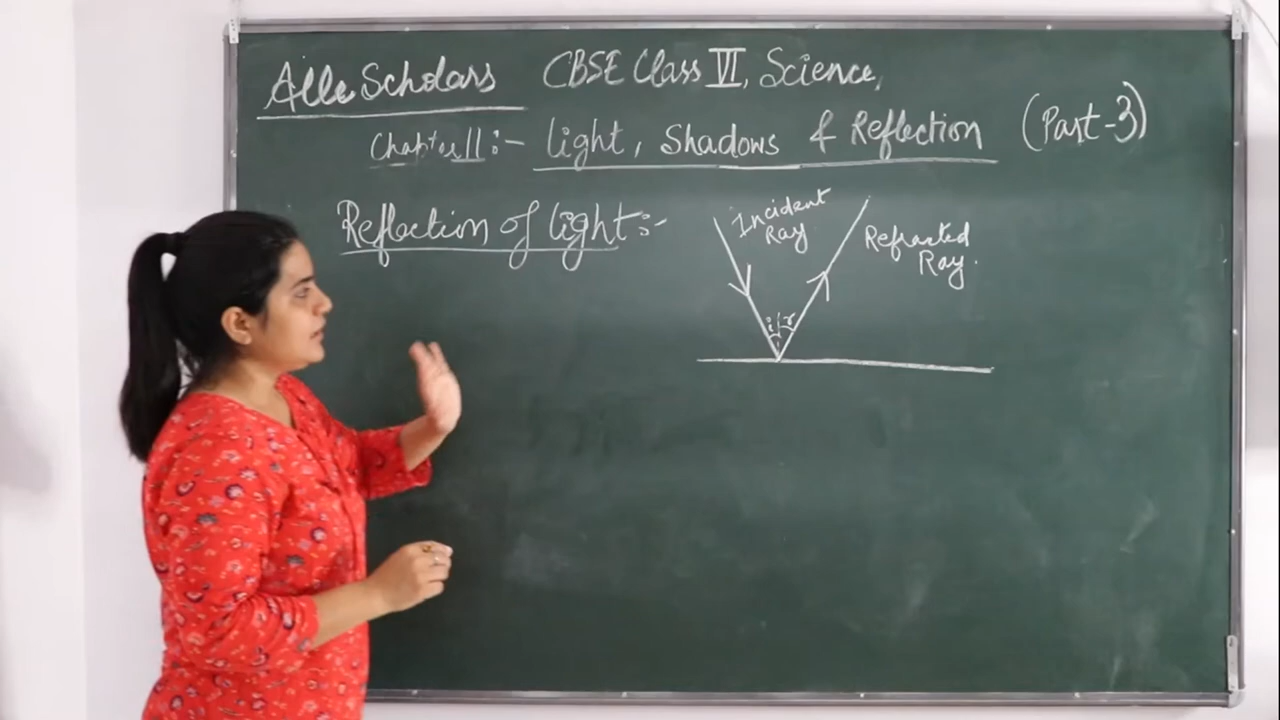 Alle Scholars CBSE Class VI, Science,
Chapter 11:- Light, Shadows & Reflection (Part-3)
Reflection of light:-
Incident
Ray
Refracted
Ray.
i r